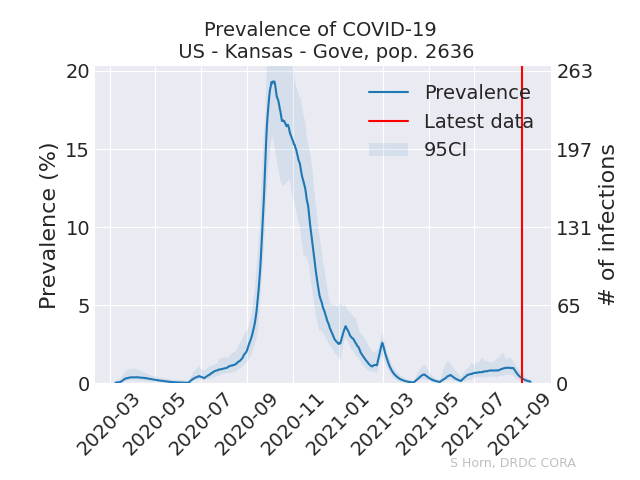 Prevalence of COVID-19
US - Kansas - Gove, pop. 2636
Prevalence (%)
20
15
10
5
0
263
197
131
65
0
# of infections
Prevalence
Latest data
95CI
2020-03
2020-05
2020-07
2020-09
2020-11
2021-01
2021-03
2021-05
2021-07
2021-09
S Horn, DRDC CORA